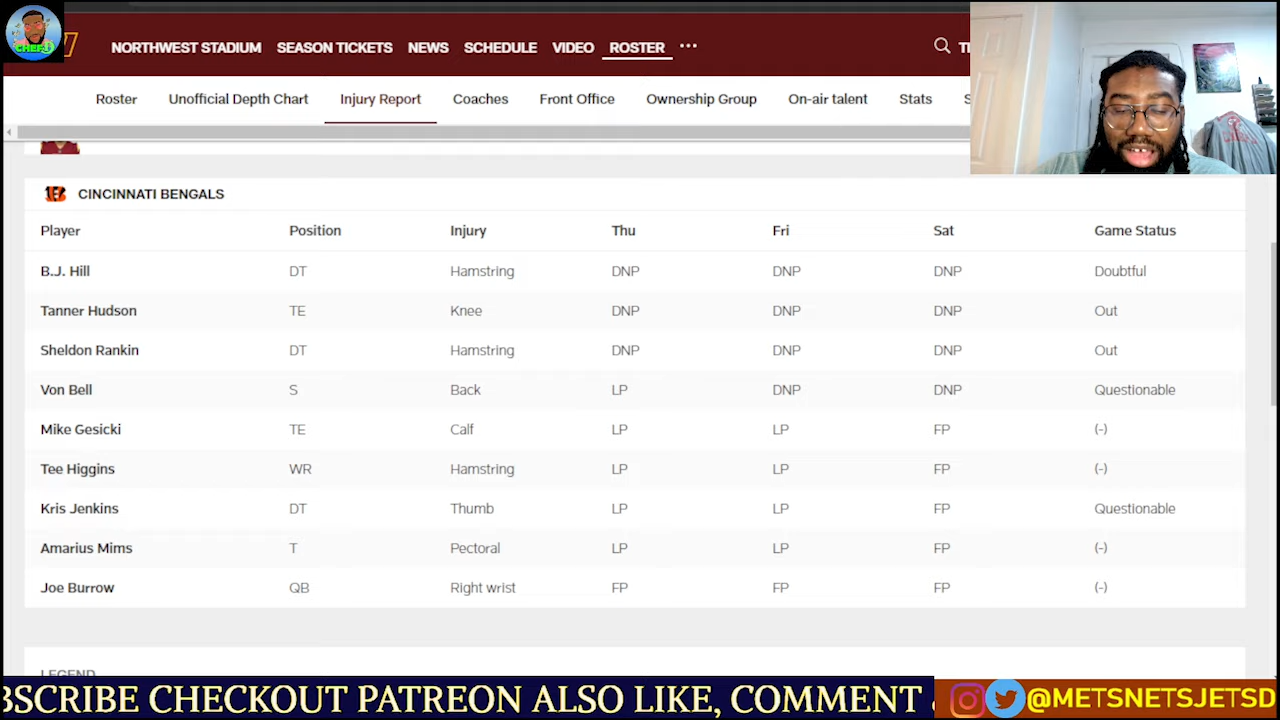 CHEFJ
NORTHWEST STADIUM SEASON TICKETS NEWS SCHEDULE VIDEO ROSTER ···
Roster Unofficial Depth Chart Injury Report Coaches Front Office Ownership Group On-air talent Stats
CINCINNATI BENGALS
Player Position Injury Thu Fri Sat Game Status
B.J. Hill DT Hamstring DNP DNP DNP Doubtful
Tanner Hudson TE Knee DNP DNP DNP Out
Sheldon Rankin DT Hamstring DNP DNP DNP Out
Von Bell S Back LP DNP DNP Questionable
Mike Gesicki TE Calf LP LP FP (-)
Tee Higgins WR Hamstring LP LP FP (-)
Kris Jenkins DT Thumb LP LP FP Questionable
Amarius Mims T Pectoral LP LP FP (-)
Joe Burrow QB Right wrist FP FP FP (-)
LEGEND
BSCRIBE CHECKOUT PATREON ALSO LIKE, COMMENT
@METSNETSJETSD